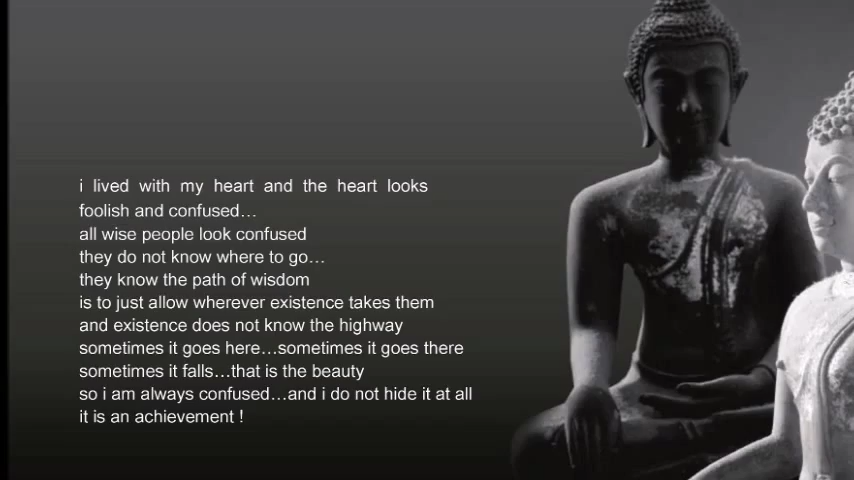 i lived with my heart and the heart looks
foolish and confused…
all wise people look confused
they do not know where to go…
they know the path of wisdom
is to just allow wherever existence takes them
and existence does not know the highway
sometimes it goes here…sometimes it goes there
sometimes it falls…that is the beauty
so i am always confused…and i do not hide it at all
it is an achievement !